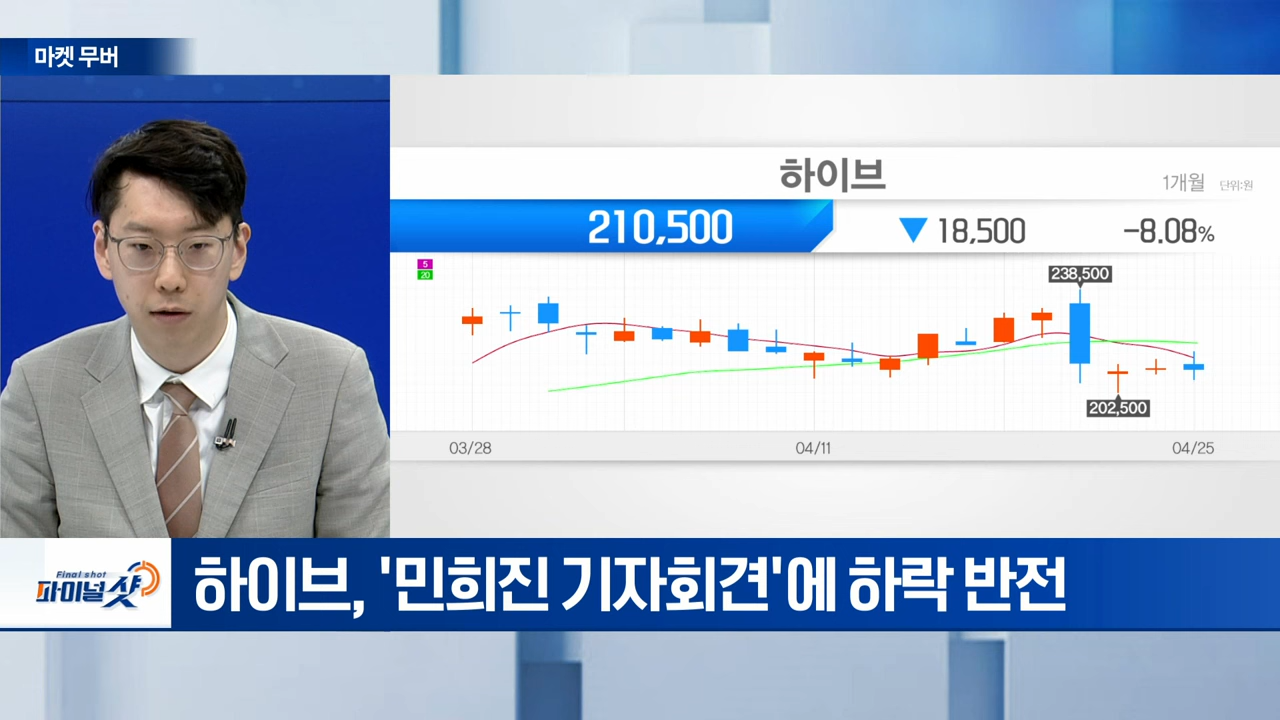 마켓 무버
하이브
1개월 단위:원
210,500 ▼ 18,500 -8.08%
5
20
238,500
202,500
03/28 04/11 04/25
Final shot
파이널샷
하이브, '민희진 기자회견'에 하락 반전